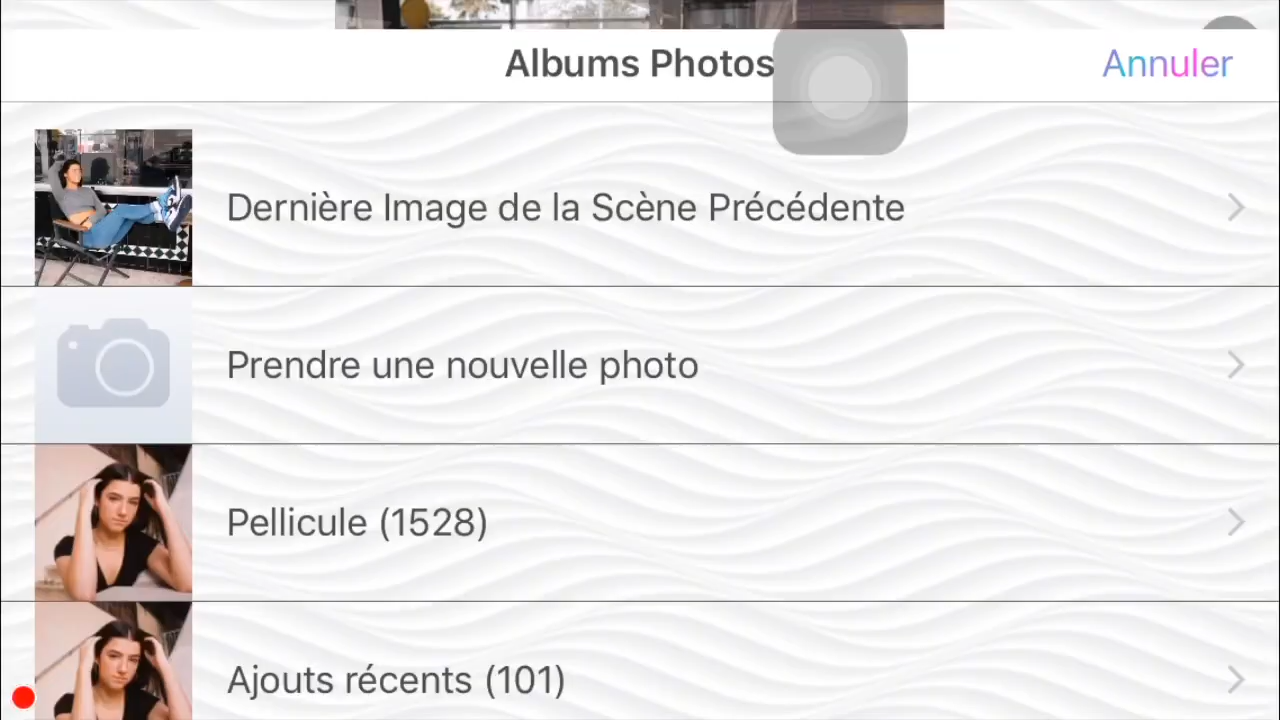 Albums Photos
Annuler
Dernière Image de la Scène Précédente
Prendre une nouvelle photo
Pellicule (1528)
Ajouts récents (101)